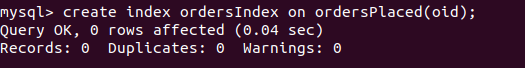 mysql> create index ordersIndex on ordersPlaced(oid);
Query OK, 0 rows affected (0.04 sec)
Records: 0  Duplicates: 0  Warnings: 0